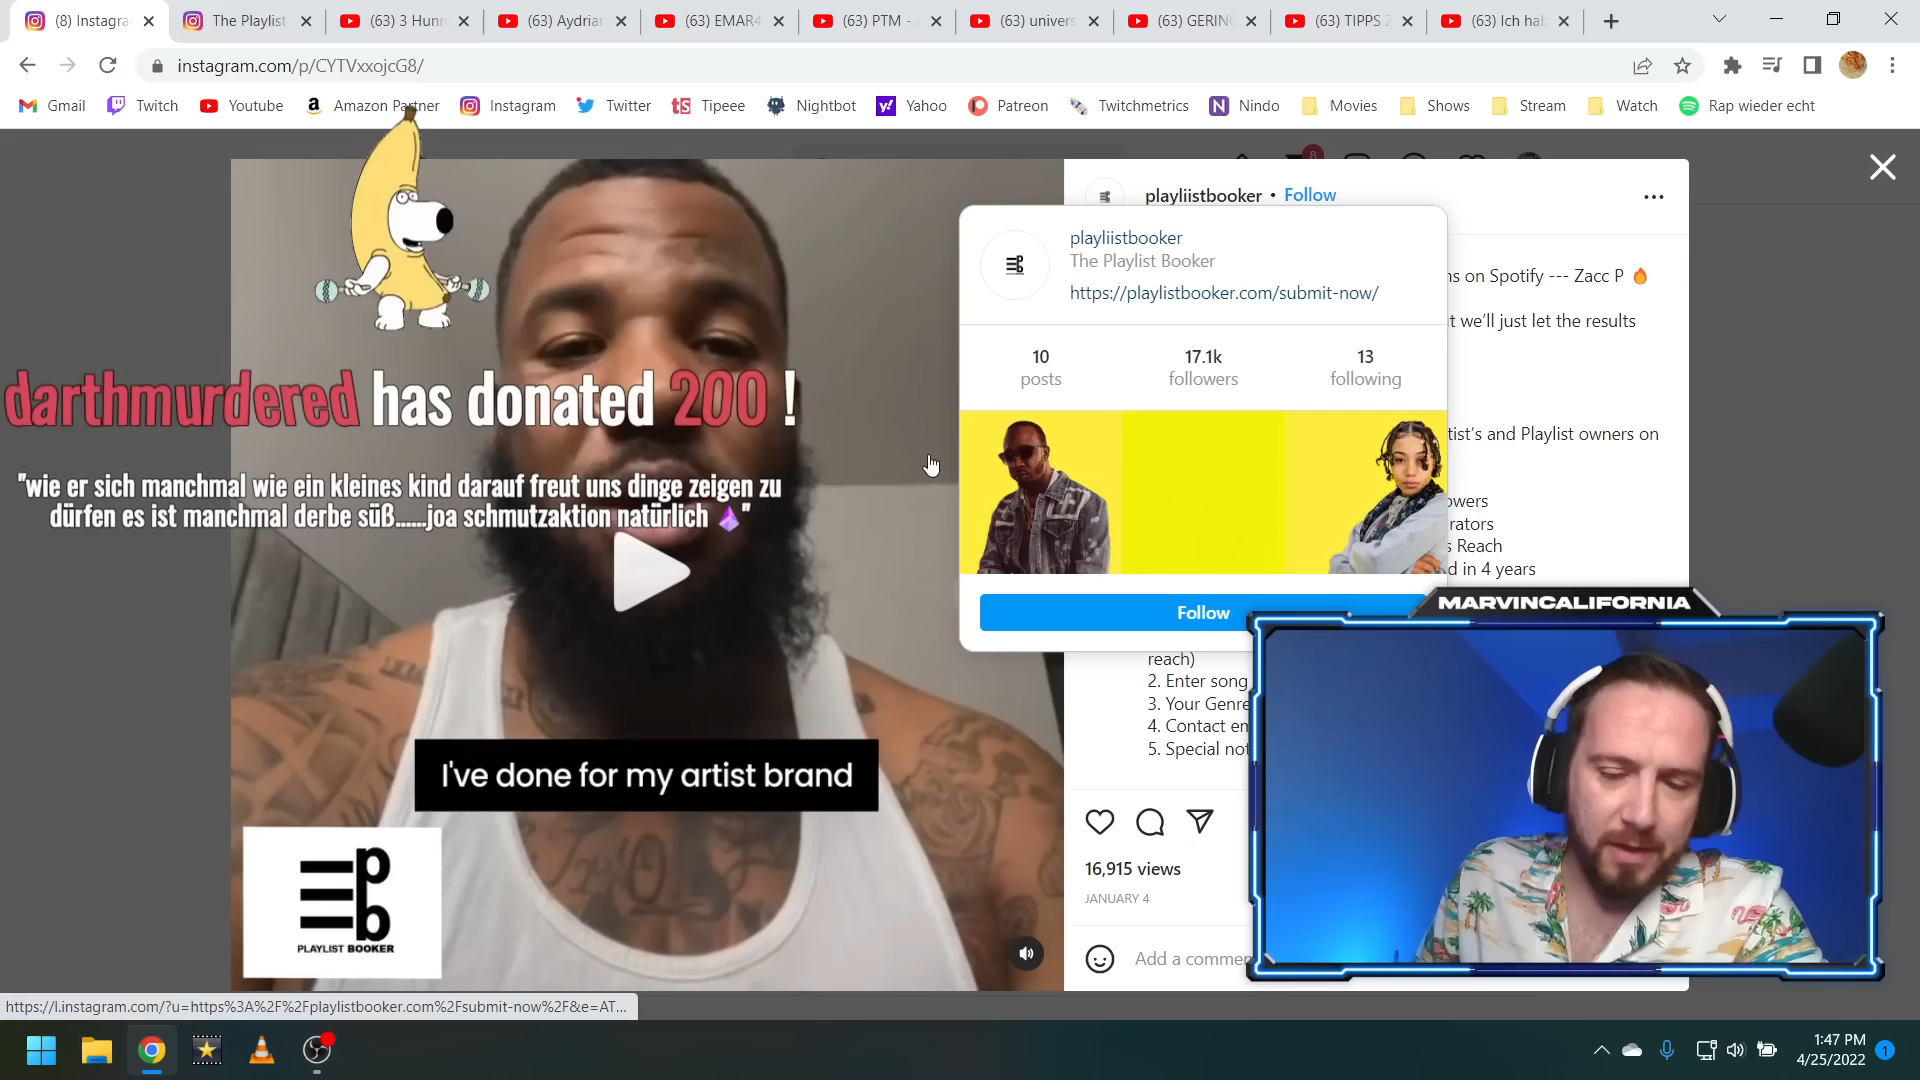 (8) Instagra
The Playlist
(63) 3 Hunn
(63) Aydrian
(63) EMAR4
(63) PTM - A
(63) univers
(63) GERING
(63) TIPPS Z
(63) Ich hab
instagram.com/p/CYTVxxojcG8/
Gmail
Twitch
Youtube
Amazon Partner
Instagram
Twitter
Tipeee
Nightbot
Yahoo
Patreon
Twitchmetrics
Nindo
Movies
Shows
Stream
Watch
Rap wieder echt
8
playliistbooker • Follow
playliistbooker
The Playlist Booker
https://playlistbooker.com/submit-now/
10 posts
17.1k followers
13 following
Follow
ns on Spotify --- Zacc P 🔥
t we'll just let the results
tist's and Playlist owners on
owers
rators
s Reach
d in 4 years
reach)
2. Enter song
3. Your Genre
4. Contact em
5. Special not
darthmurdered has donated 200 !
"wie er sich manchmal wie ein kleines kind darauf freut uns dinge zeigen zu
dürfen es ist manchmal derbe süß......joa schmutzaktion natürlich "
I've done for my artist brand
PLAYLIST BOOKER
MARVINCALIFORNIA
16,915 views
JANUARY 4
Add a commen
https://l.instagram.com/?u=https%3A%2F%2Fplaylistbooker.com%2Fsubmit-now%2F&e=AT...
1:47 PM
4/25/2022
1